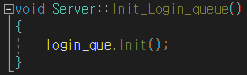 void Server::Init_Login_queue()
{
login_que.Init();
}